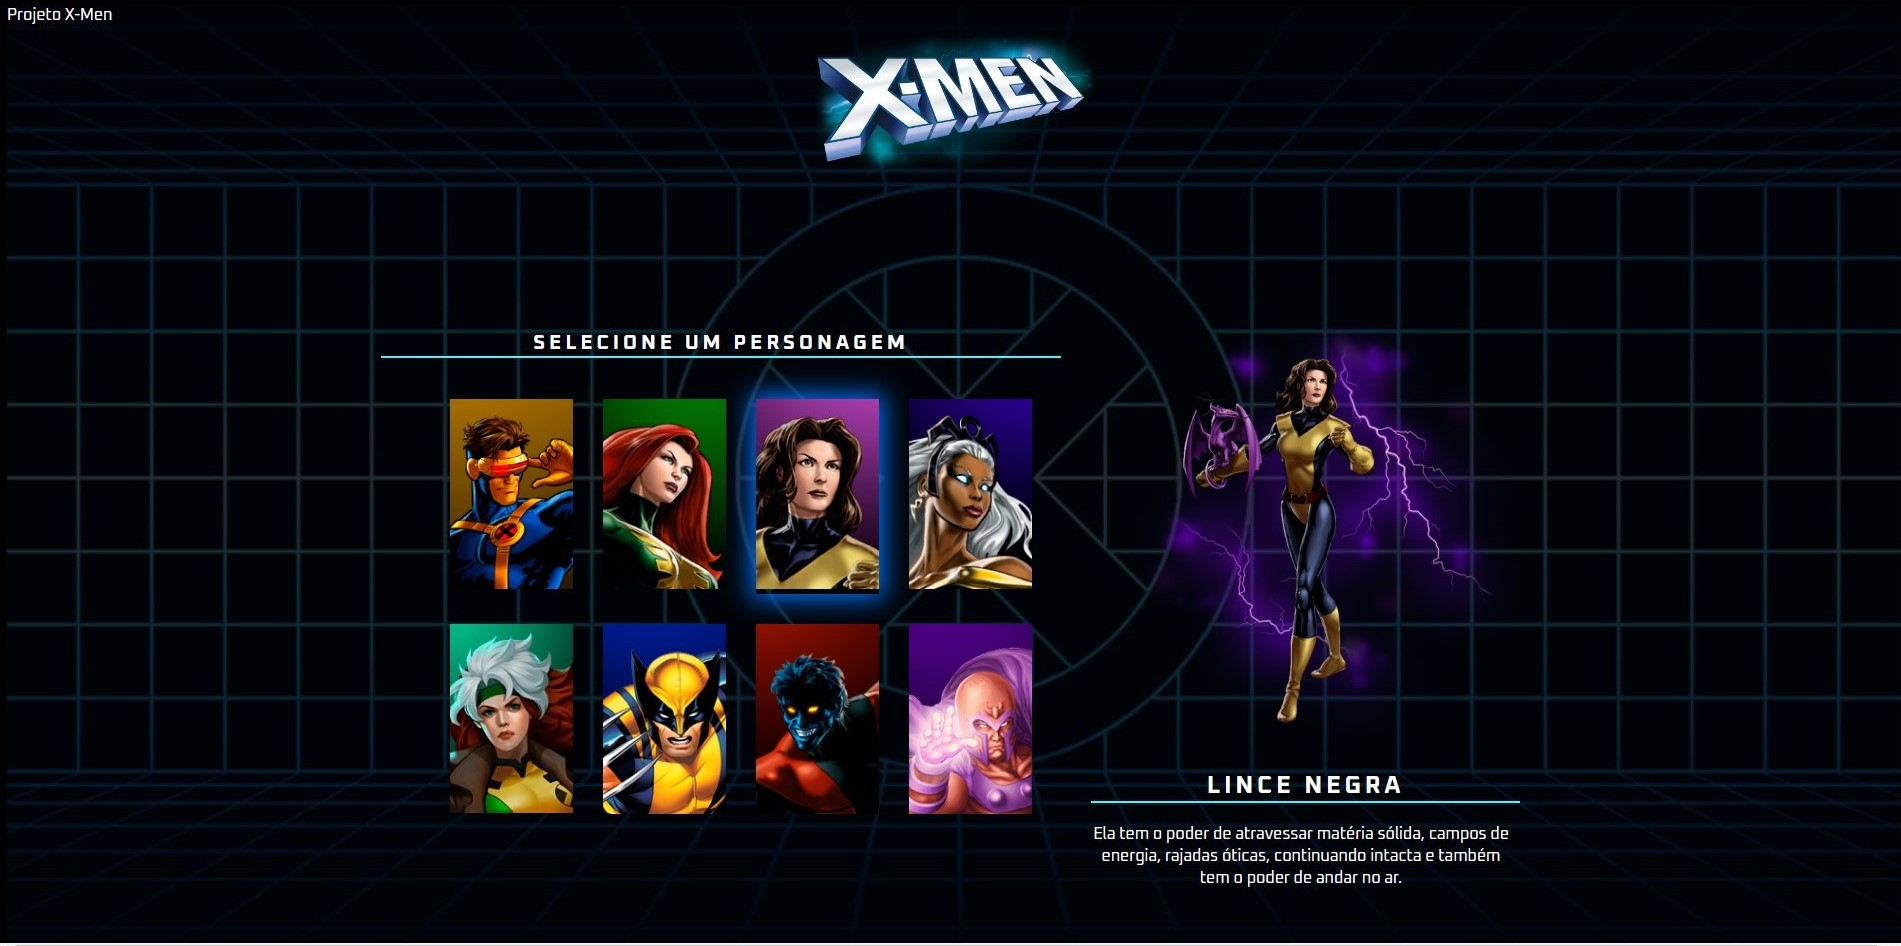 Projeto X-Men
X-MEN
SELECIONE UM PERSONAGEM
LINCE NEGRA
Ela tem o poder de atravessar matéria sólida, campos de
energia, rajadas óticas, continuando intacta e também
tem o poder de andar no ar.